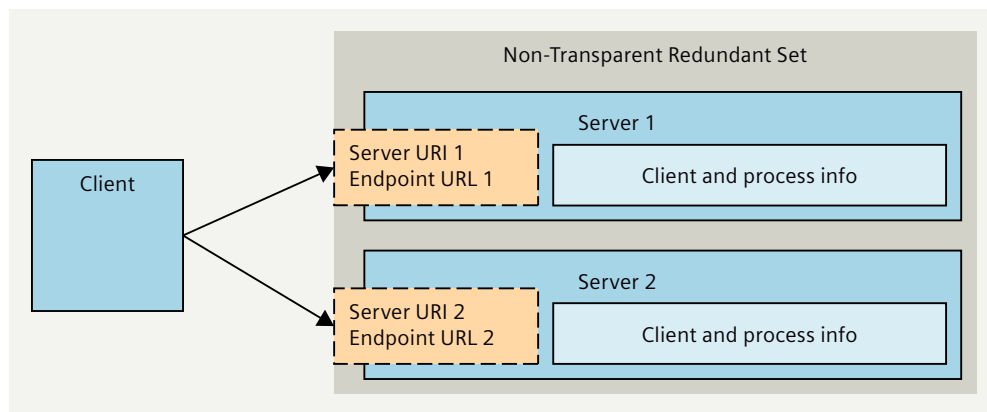 Non-Transparent Redundant Set
Client
Server 1
Server URI 1
Endpoint URL 1
Client and process info
Server 2
Server URI 2
Endpoint URL 2
Client and process info